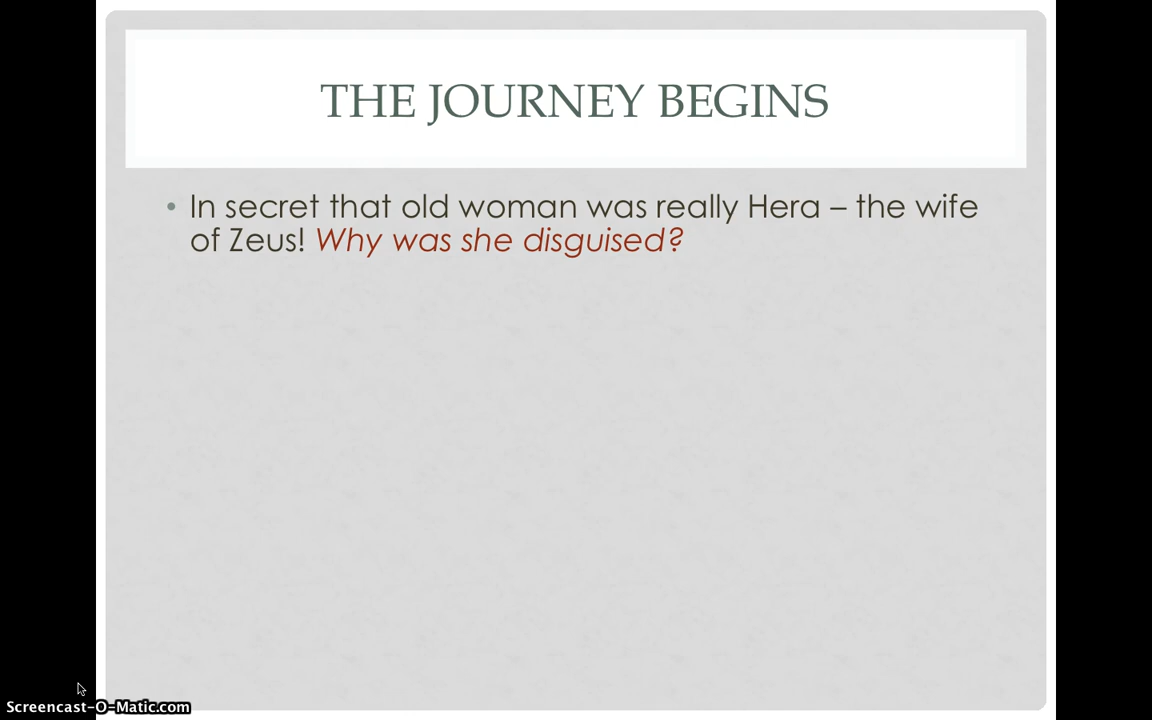 THE JOURNEY BEGINS
• In secret that old woman was really Hera – the wife
of Zeus! Why was she disguised?
Screencast-O-Matic.com